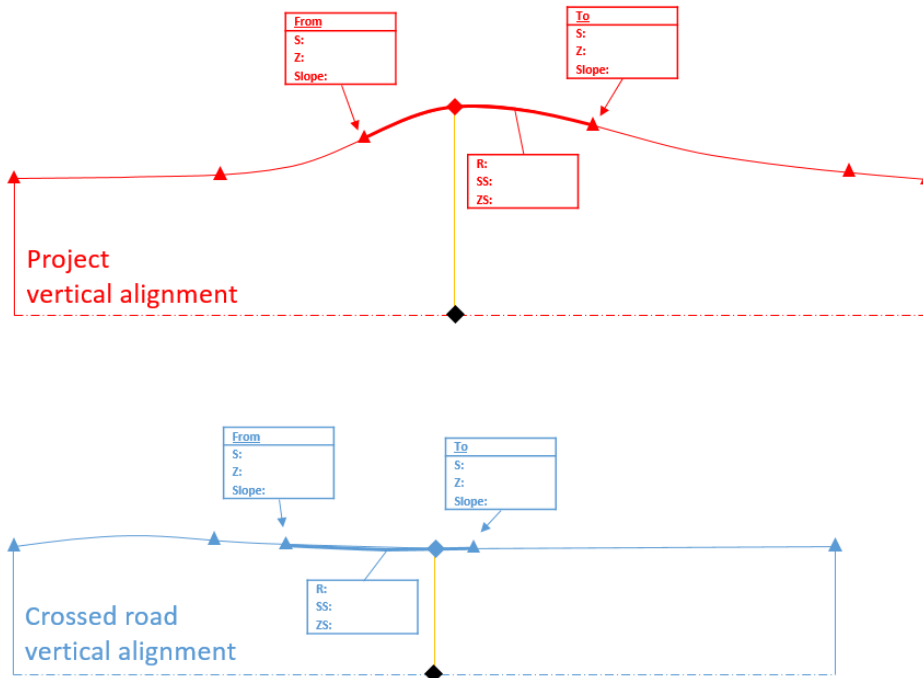 From
S:
Z:
Slope:
To
S:
Z:
Slope:
R:
SS:
ZS:
Project
vertical alignment
From
S:
Z:
Slope:
To
S:
Z:
Slope:
R:
SS:
ZS:
Crossed road
vertical alignment